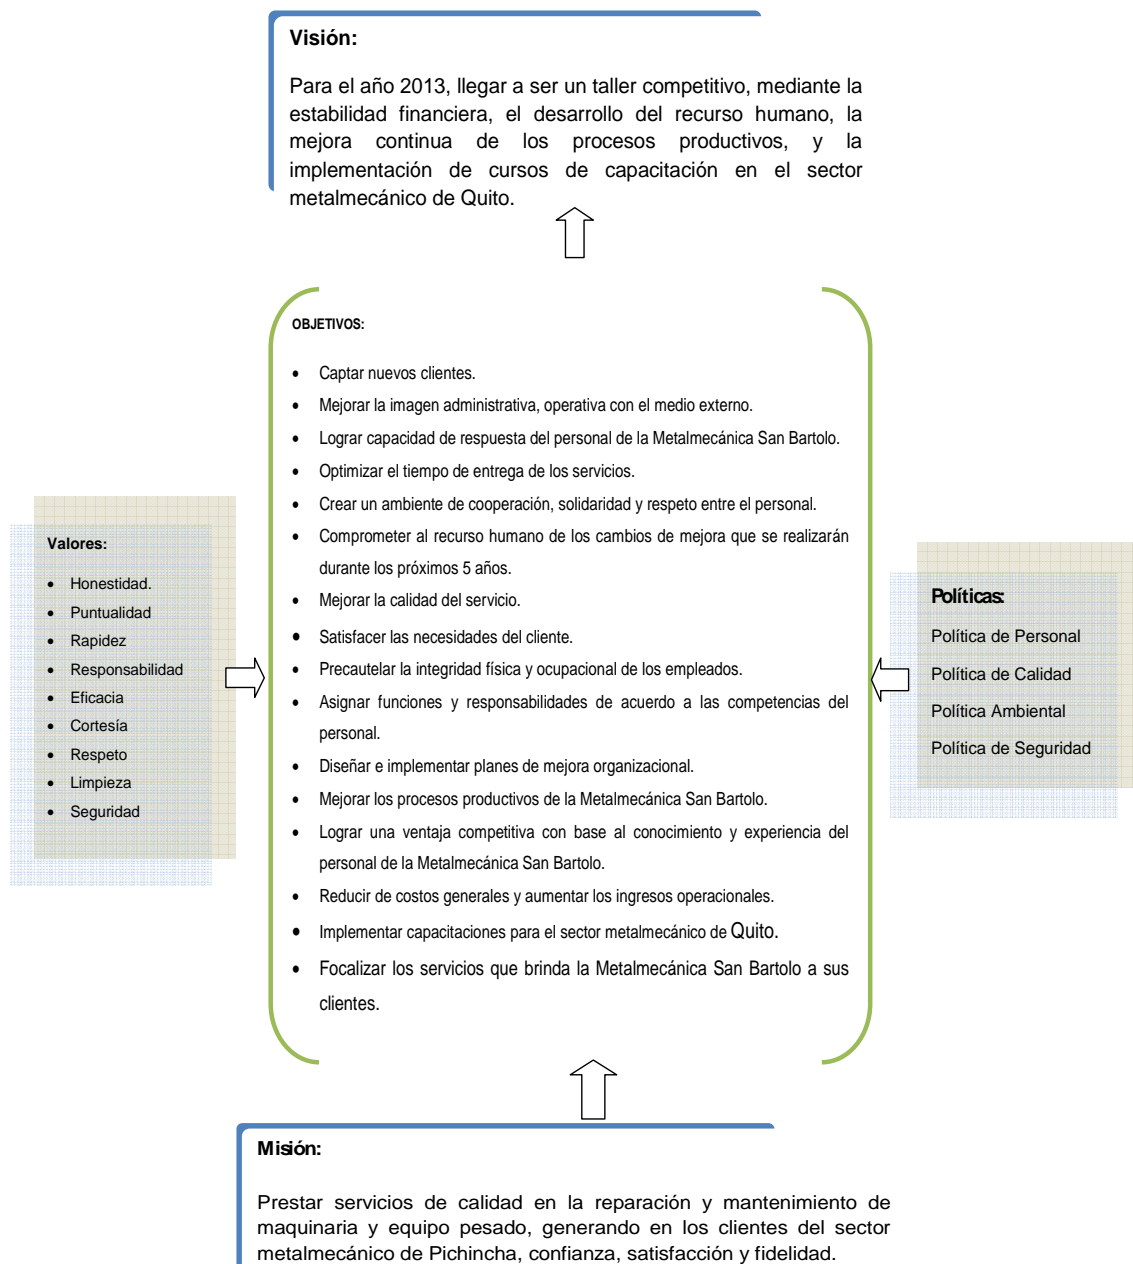 Visión:
Para el año 2013, llegar a ser un taller competitivo, mediante la
estabilidad financiera, el desarrollo del recurso humano, la
mejora continua de los procesos productivos, y la
implementación de cursos de capacitación en el sector
metalmecánico de Quito.
OBJETIVOS:
• Captar nuevos clientes.
• Mejorar la imagen administrativa, operativa con el medio externo.
• Lograr capacidad de respuesta del personal de la Metalmecánica San Bartolo.
• Optimizar el tiempo de entrega de los servicios.
• Crear un ambiente de cooperación, solidaridad y respeto entre el personal.
• Comprometer al recurso humano de los cambios de mejora que se realizarán
durante los próximos 5 años.
• Mejorar la calidad del servicio.
• Satisfacer las necesidades del cliente.
• Precautelar la integridad física y ocupacional de los empleados.
• Asignar funciones y responsabilidades de acuerdo a las competencias del
personal.
• Diseñar e implementar planes de mejora organizacional.
• Mejorar los procesos productivos de la Metalmecánica San Bartolo.
• Lograr una ventaja competitiva con base al conocimiento y experiencia del
personal de la Metalmecánica San Bartolo.
• Reducir de costos generales y aumentar los ingresos operacionales.
• Implementar capacitaciones para el sector metalmecánico de Quito.
• Focalizar los servicios que brinda la Metalmecánica San Bartolo a sus
clientes.
Valores:
• Honestidad.
• Puntualidad
• Rapidez
• Responsabilidad
• Eficacia
• Cortesía
• Respeto
• Limpieza
• Seguridad
Políticas:
Política de Personal
Política de Calidad
Política Ambiental
Política de Seguridad
Misión:
Prestar servicios de calidad en la reparación y mantenimiento de
maquinaria y equipo pesado, generando en los clientes del sector
metalmecánico de Pichincha, confianza, satisfacción y fidelidad.